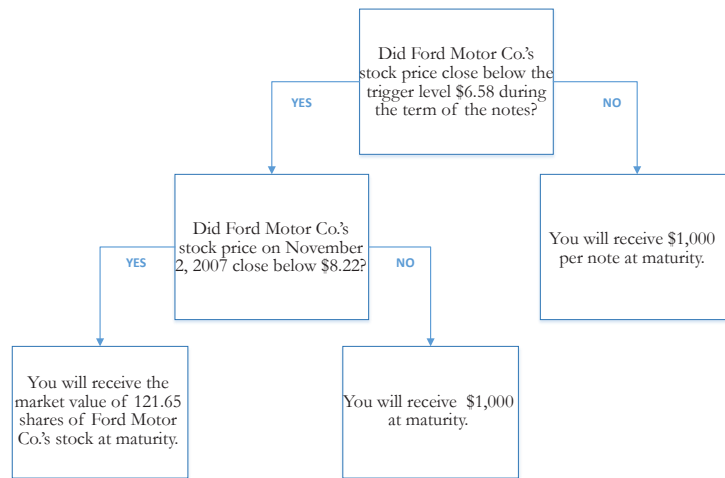 Did Ford Motor Co.'s
stock price close below the
trigger level $6.58 during
the term of the notes?
YES
NO
Did Ford Motor Co.'s
stock price on November
2, 2007 close below $8.22?
You will receive $1,000
per note at maturity.
YES
NO
You will receive the
market value of 121.65
shares of Ford Motor
Co.'s stock at maturity.
You will receive  $1,000
at maturity.